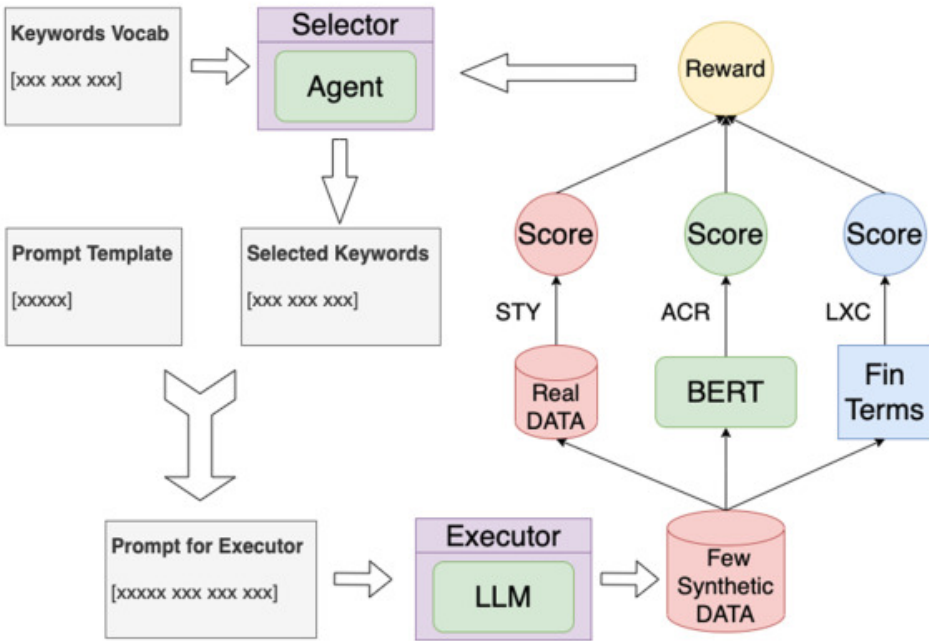 Keywords Vocab
[xxx xxx xxx]
Selector
Agent
Reward
Prompt Template
[xxxxx]
Selected Keywords
[xxx xxx xxx]
Score
Score
Score
STY
ACR
LXC
Real
DATA
BERT
Fin
Terms
Prompt for Executor
[xxxxx xxx xxx xxx]
Executor
LLM
Few
Synthetic
DATA